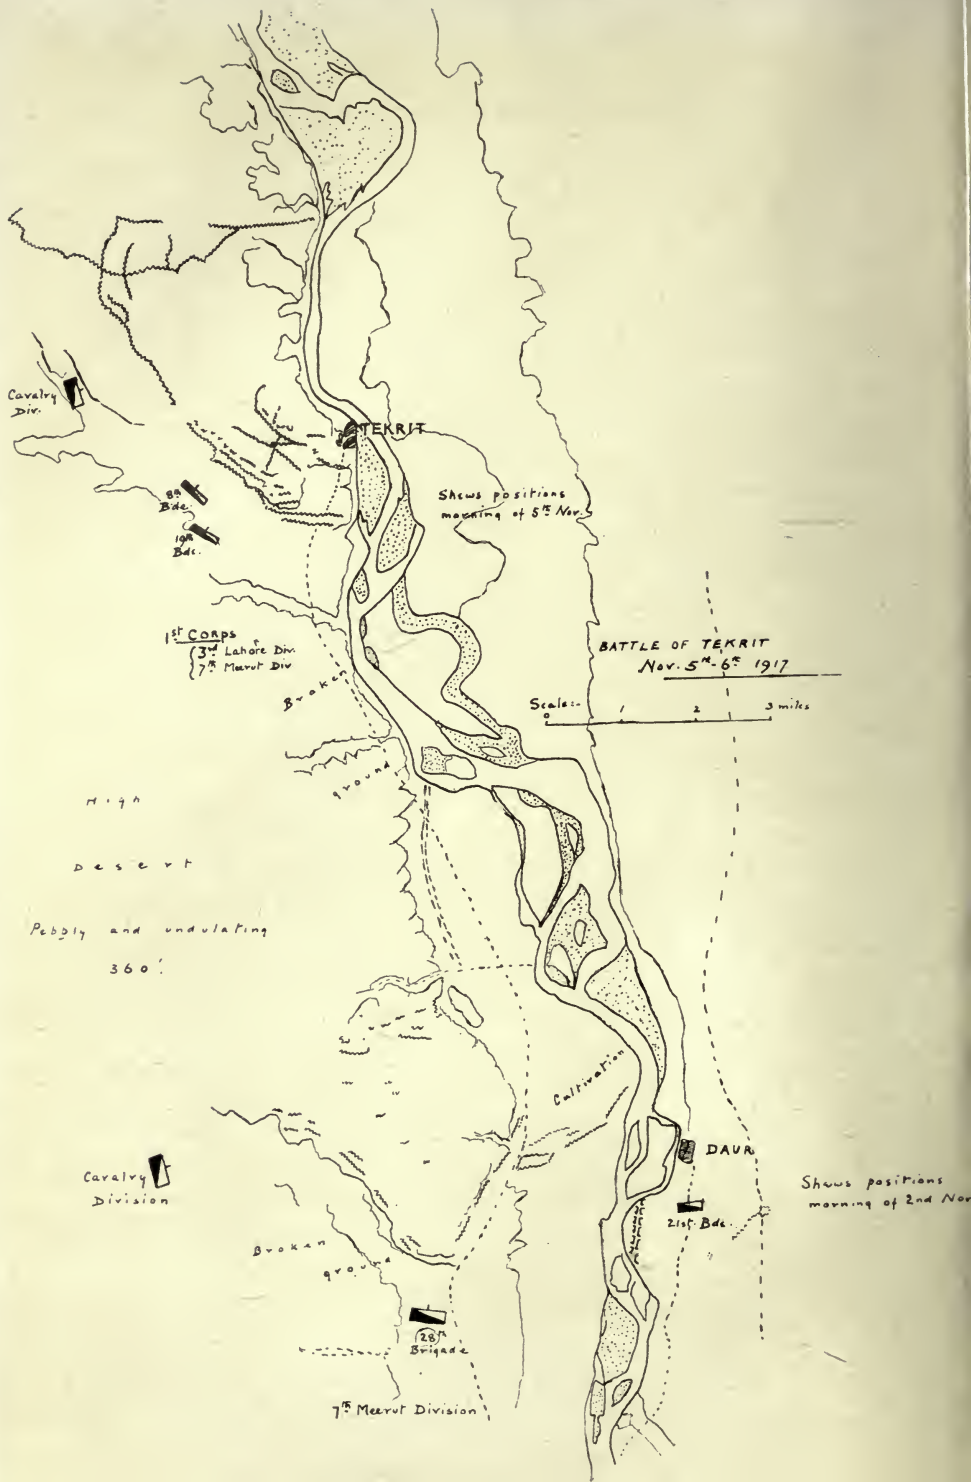 Cavalry
Div.
TEKRIT
8th
Bde.
19th
Bde.
Shews positions
morning of 5th Nov.
1st CORPS
3rd Lahore Div.
7th Meerut Div
Broken
ground
BATTLE OF TEKRIT
Nov. 5th-6th 1917
Scale:-
0 1 2 3 miles
High
Desert
Pebbly and undulating
360'.
Cultivation
Cavalry
Division
DAUR
21st. Bde.
Shews positions
morning of 2nd Nov
Broken
ground
28th
Brigade
7th Meerut Division